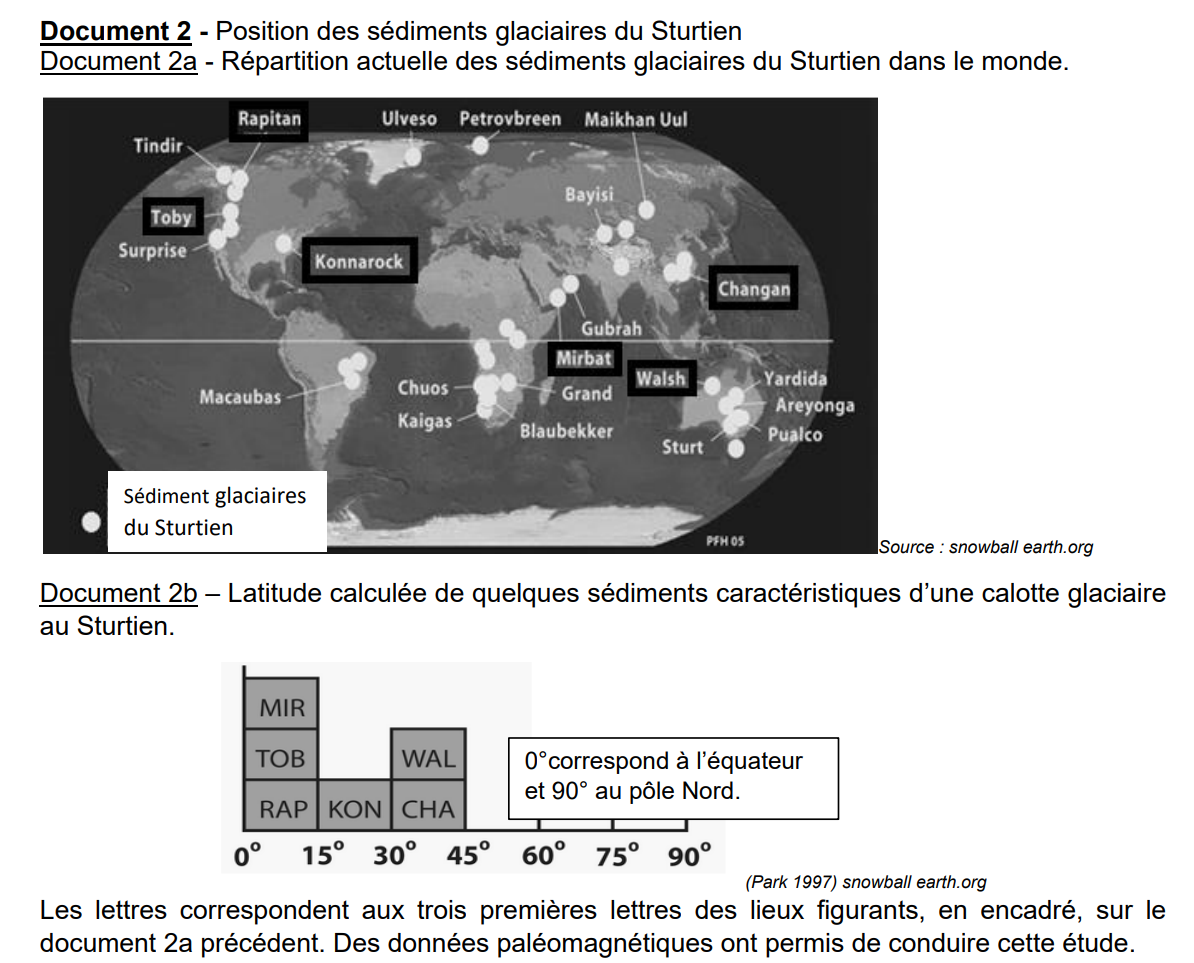 Document 2 - Position des sédiments glaciaires du Sturtien
Document 2a - Répartition actuelle des sédiments glaciaires du Sturtien dans le monde.
Rapitan
Ulveso
Petrovbreen
Maikhan Uul
Tindir
Bayisi
Toby
Surprise
Konnarock
Changan
Gubrah
Mirbat
Walsh
Yardida
Macaubas
Chuos
Grand
Areyonga
Kaigas
Blaubekker
Pualco
Sturt
Sédiment glaciaires
du Sturtien
PFH 05
Source : snowball earth.org
Document 2b – Latitude calculée de quelques sédiments caractéristiques d’une calotte glaciaire
au Sturtien.
MIR
TOB WAL
RAP KON CHA
0°correspond à l’équateur
et 90° au pôle Nord.
0° 15° 30° 45° 60° 75° 90°
(Park 1997) snowball earth.org
Les lettres correspondent aux trois premières lettres des lieux figurants, en encadré, sur le
document 2a précédent. Des données paléomagnétiques ont permis de conduire cette étude.